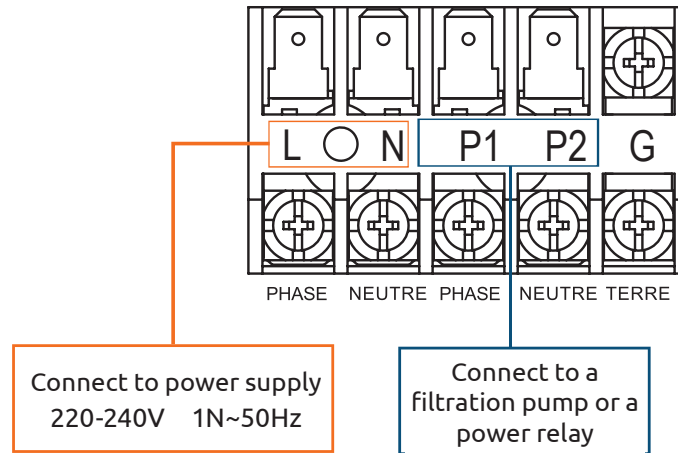 L N P1 P2 G
PHASE NEUTRE PHASE NEUTRE TERRE
Connect to power supply
220-240V 1N~50Hz
Connect to a
filtration pump or a
power relay